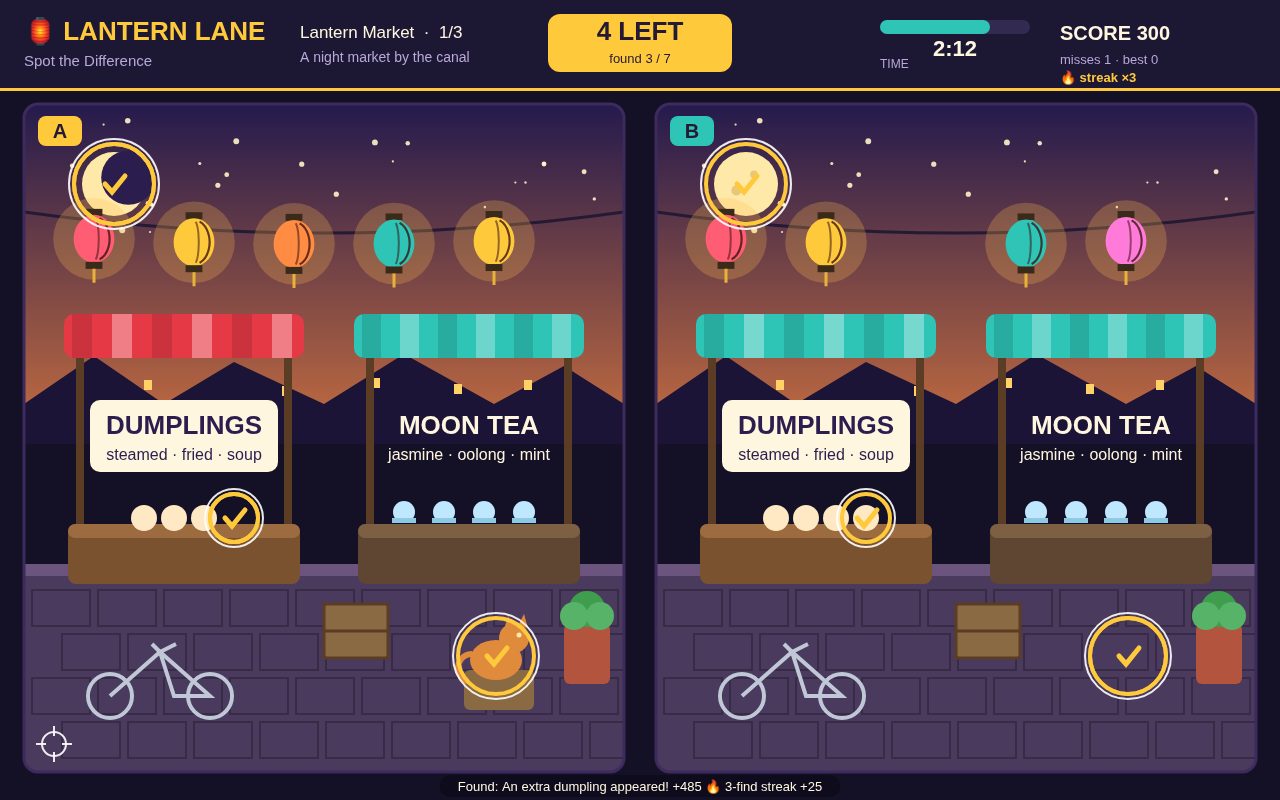 LANTERN LANE
Spot the Difference
Lantern Market · 1/3
A night market by the canal
4 LEFT
found 3 / 7
2:12
TIME
SCORE 300
misses 1 · best 0
streak ×3
A
B
DUMPLINGS
steamed · fried · soup
MOON TEA
jasmine · oolong · mint
DUMPLINGS
steamed · fried · soup
MOON TEA
jasmine · oolong · mint
Found: An extra dumpling appeared! +485 🔥 3-find streak +25